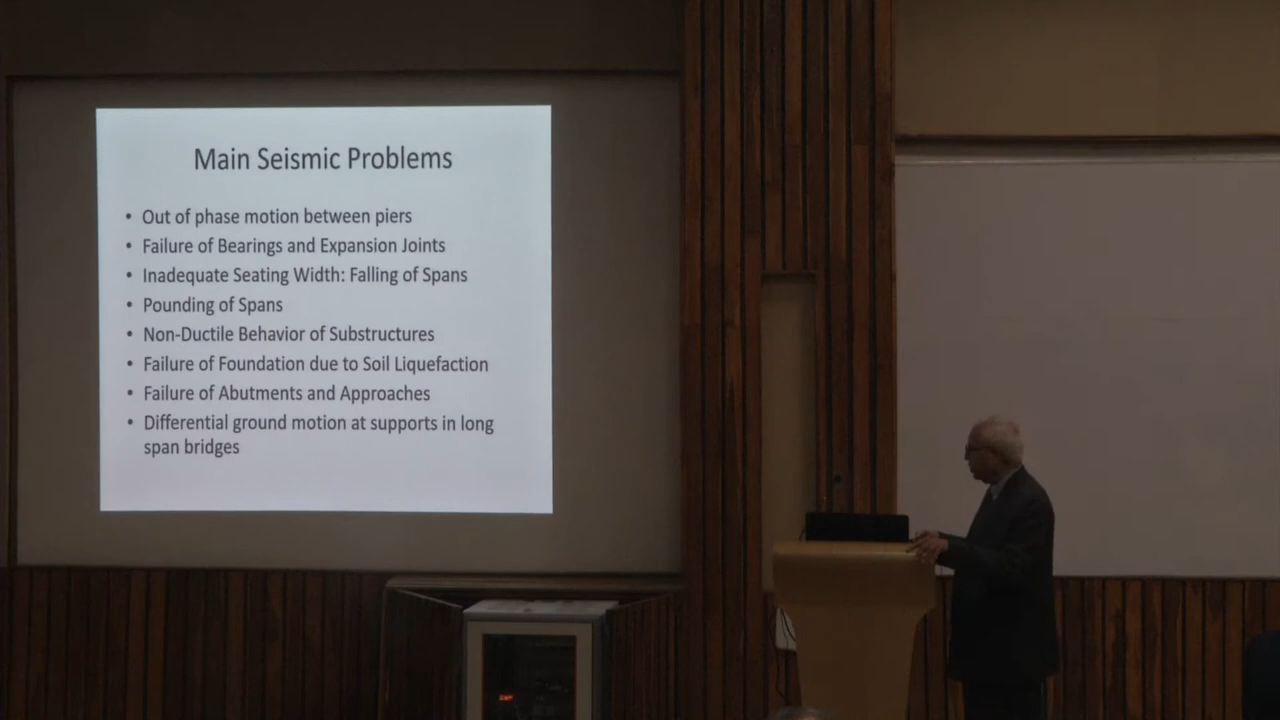 Main Seismic Problems
• Out of phase motion between piers
• Failure of Bearings and Expansion Joints
• Inadequate Seating Width: Falling of Spans
• Pounding of Spans
• Non-Ductile Behavior of Substructures
• Failure of Foundation due to Soil Liquefaction
• Failure of Abutments and Approaches
• Differential ground motion at supports in long
span bridges